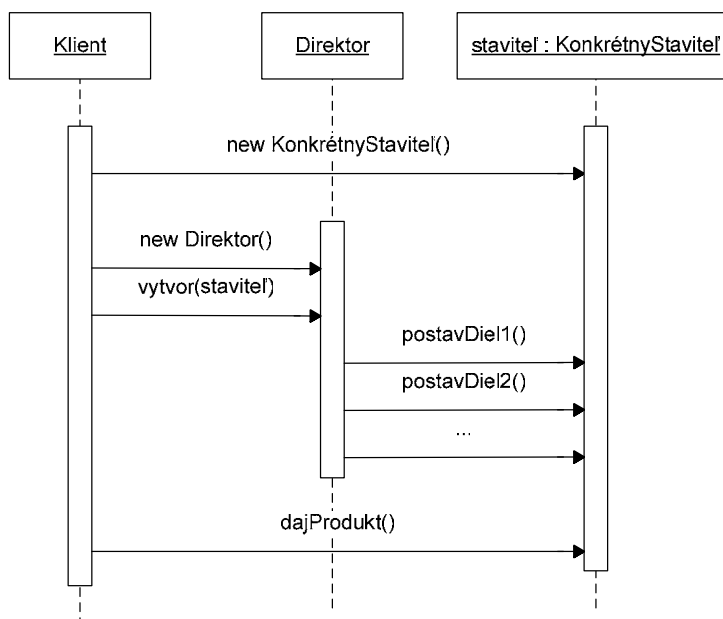 Klient
Direktor
staviteľ : KonkrétnyStaviteľ
new KonkrétnyStaviteľ()
new Direktor()
vytvor(staviteľ)
postavDiel1()
postavDiel2()
...
dajProdukt()